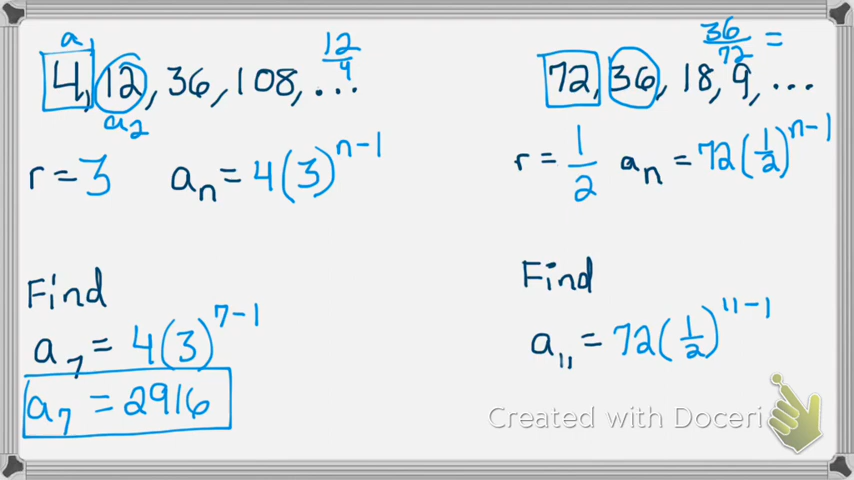 a₁
12/4
4, 12, 36, 108, ...
a₂
r = 3 aₙ = 4(3)ⁿ⁻¹
Find
a₇ = 4(3)⁷⁻¹
a₇ = 2916
36/72 =
72, 36, 18, 9, ...
r = 1/2 aₙ = 72(1/2)ⁿ⁻¹
Find
a₁₁ = 72(1/2)¹¹⁻¹
Created with Doceri